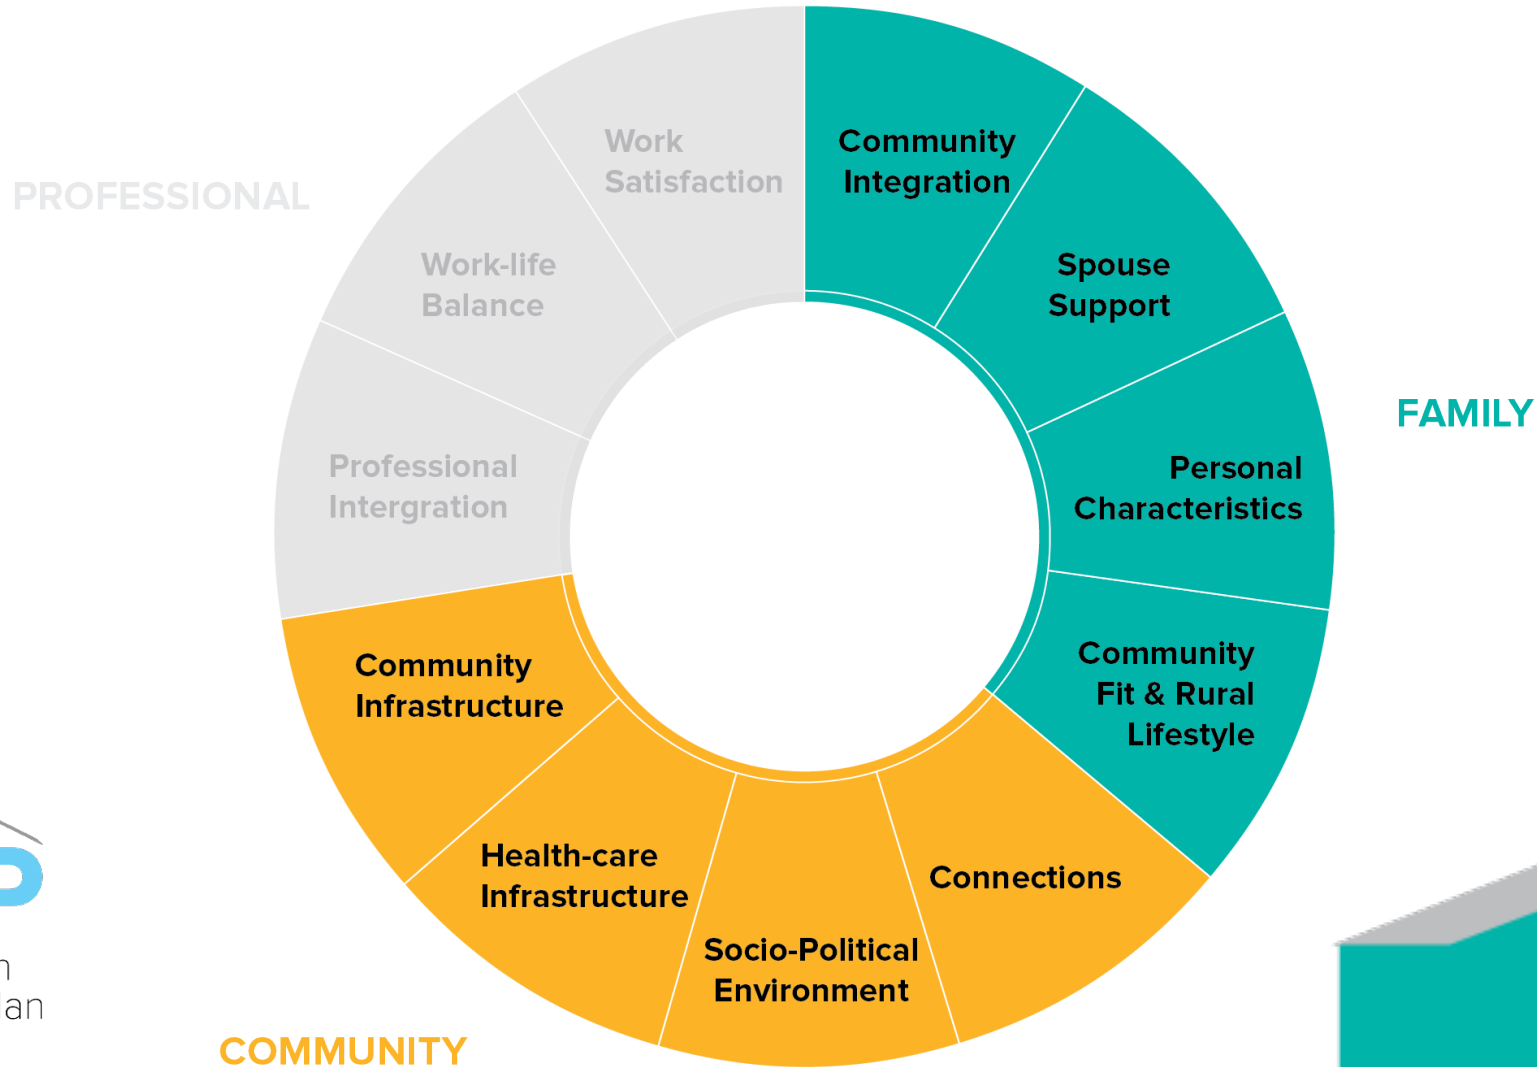 PROFESSIONAL
Work
Satisfaction
Work-life
Balance
Professional
Intergration
Community
Integration
Spouse
Support
Personal
Characteristics
Community
Fit & Rural
Lifestyle
FAMILY
Connections
Socio-Political
Environment
Health-care
Infrastructure
Community
Infrastructure
COMMUNITY